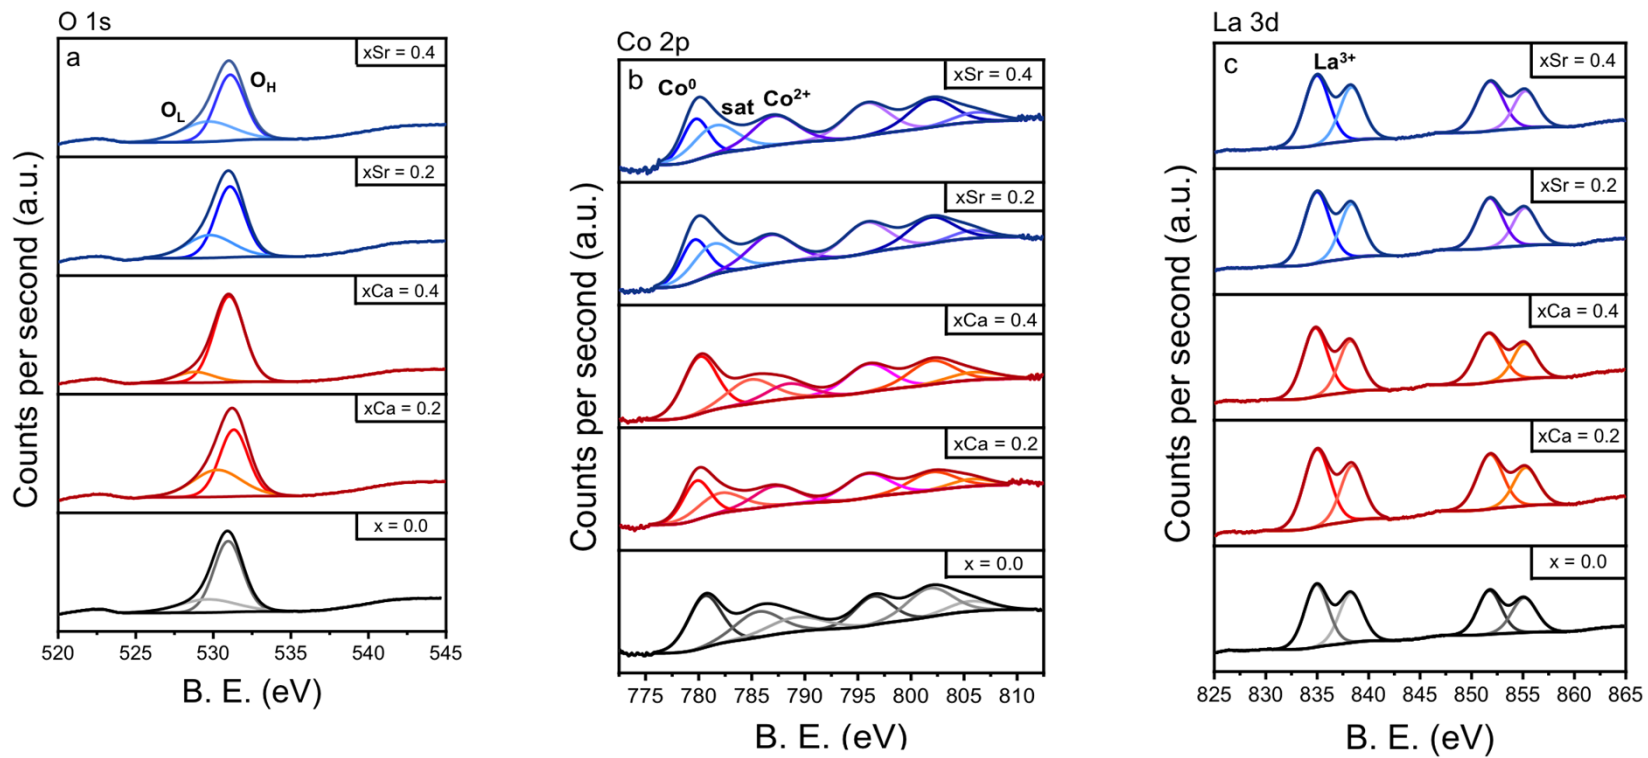 O 1s
a
xSr = 0.4
O_H
O_L
xSr = 0.2
xCa = 0.4
xCa = 0.2
x = 0.0
Counts per second (a.u.)
520 525 530 535 540 545
B. E. (eV)
Co 2p
b
xSr = 0.4
Co⁰ sat Co²⁺
xSr = 0.2
xCa = 0.4
xCa = 0.2
x = 0.0
Counts per second (a.u.)
775 780 785 790 795 800 805 810
B. E. (eV)
La 3d
c
La³⁺
xSr = 0.4
xSr = 0.2
xCa = 0.4
xCa = 0.2
x = 0.0
Counts per second (a.u.)
825 830 835 840 845 850 855 860 865
B. E. (eV)